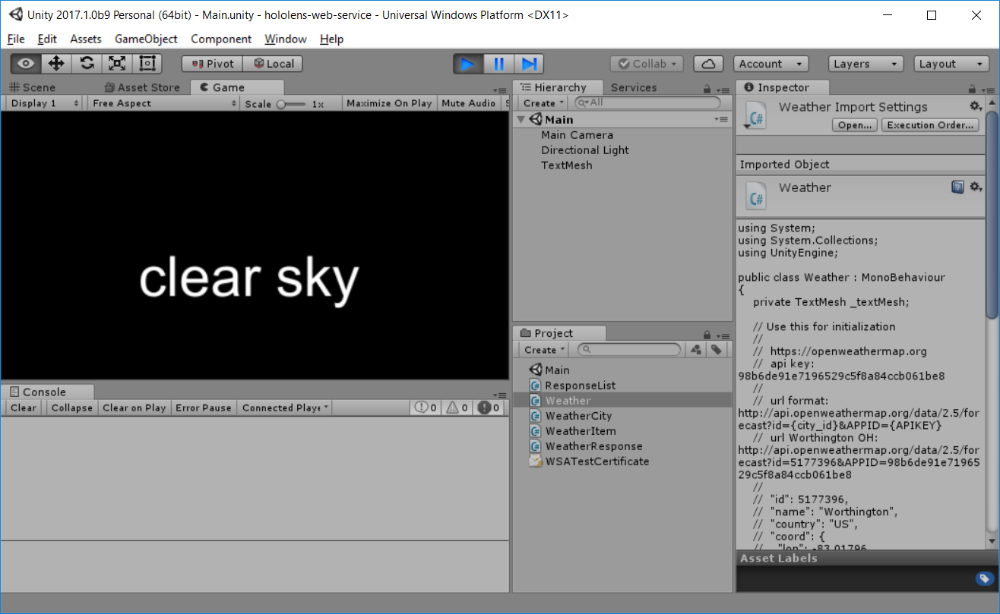 Unity 2017.1.0b9 Personal (64bit) - Main.unity - hololens-web-service - Universal Windows Platform <DX11>
File Edit Assets GameObject Component Window Help
Pivot Local Collab Account Layers Layout
Scene Asset Store Game
Display 1 Free Aspect Scale 1x Maximize On Play Mute Audio S
clear sky
Console
Clear Collapse Clear on Play Error Pause Connected Playe 0 0 0
Hierarchy Services
Create All
Main
Main Camera
Directional Light
TextMesh
Project
Create
Main
ResponseList
Weather
WeatherCity
WeatherItem
WeatherResponse
WSATestCertificate
Inspector
Weather Import Settings
Open... Execution Order...
Imported Object
Weather
using System;
using System.Collections;
using UnityEngine;
public class Weather : MonoBehaviour
{
private TextMesh _textMesh;
// Use this for initialization
//
// https://openweathermap.org
// api key:
98b6de91e7196529c5f8a84ccb061be8
//
// url format:
http://api.openweathermap.org/data/2.5/for
ecast?id={city_id}&APPID={APIKEY}
// url Worthington OH:
http://api.openweathermap.org/data/2.5/for
ecast?id=5177396&APPID=98b6de91e71965
29c5f8a84ccb061be8
//
// "id": 5177396,
// "name": "Worthington",
// "country": "US",
// "coord": {
// "lon": -83.01796
Asset Labels